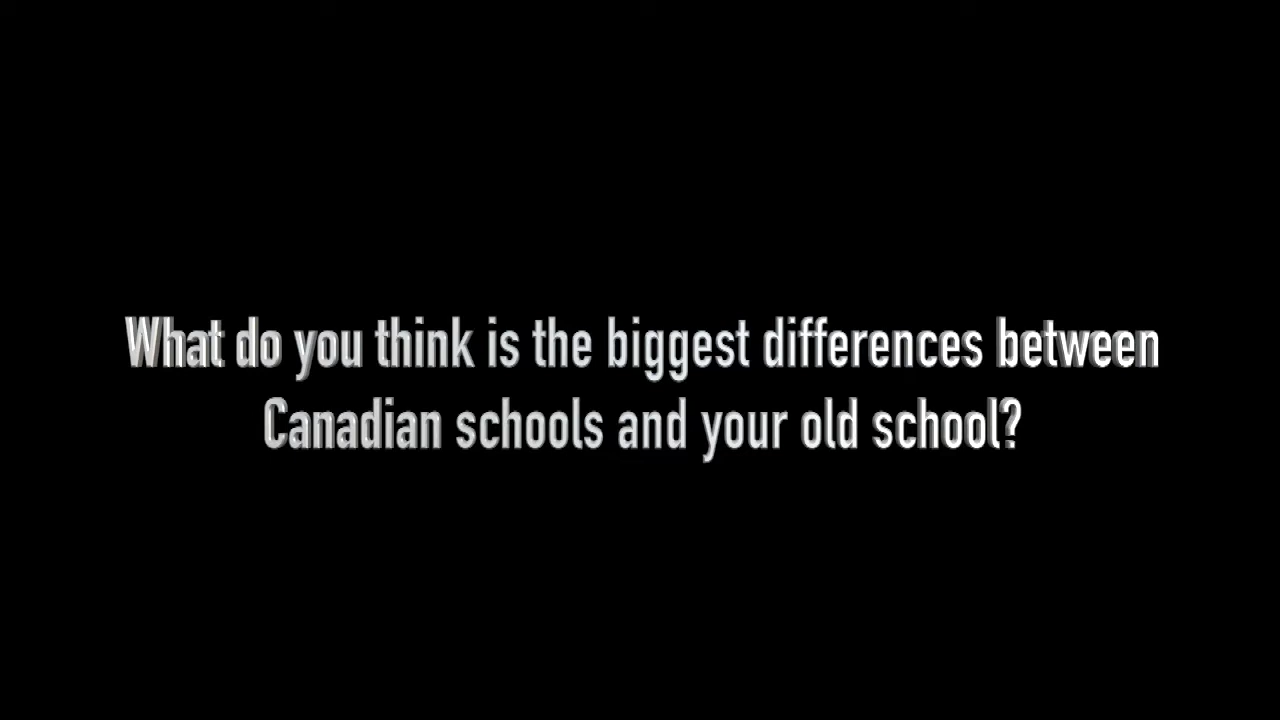 What do you think is the biggest differences between
Canadian schools and your old school?